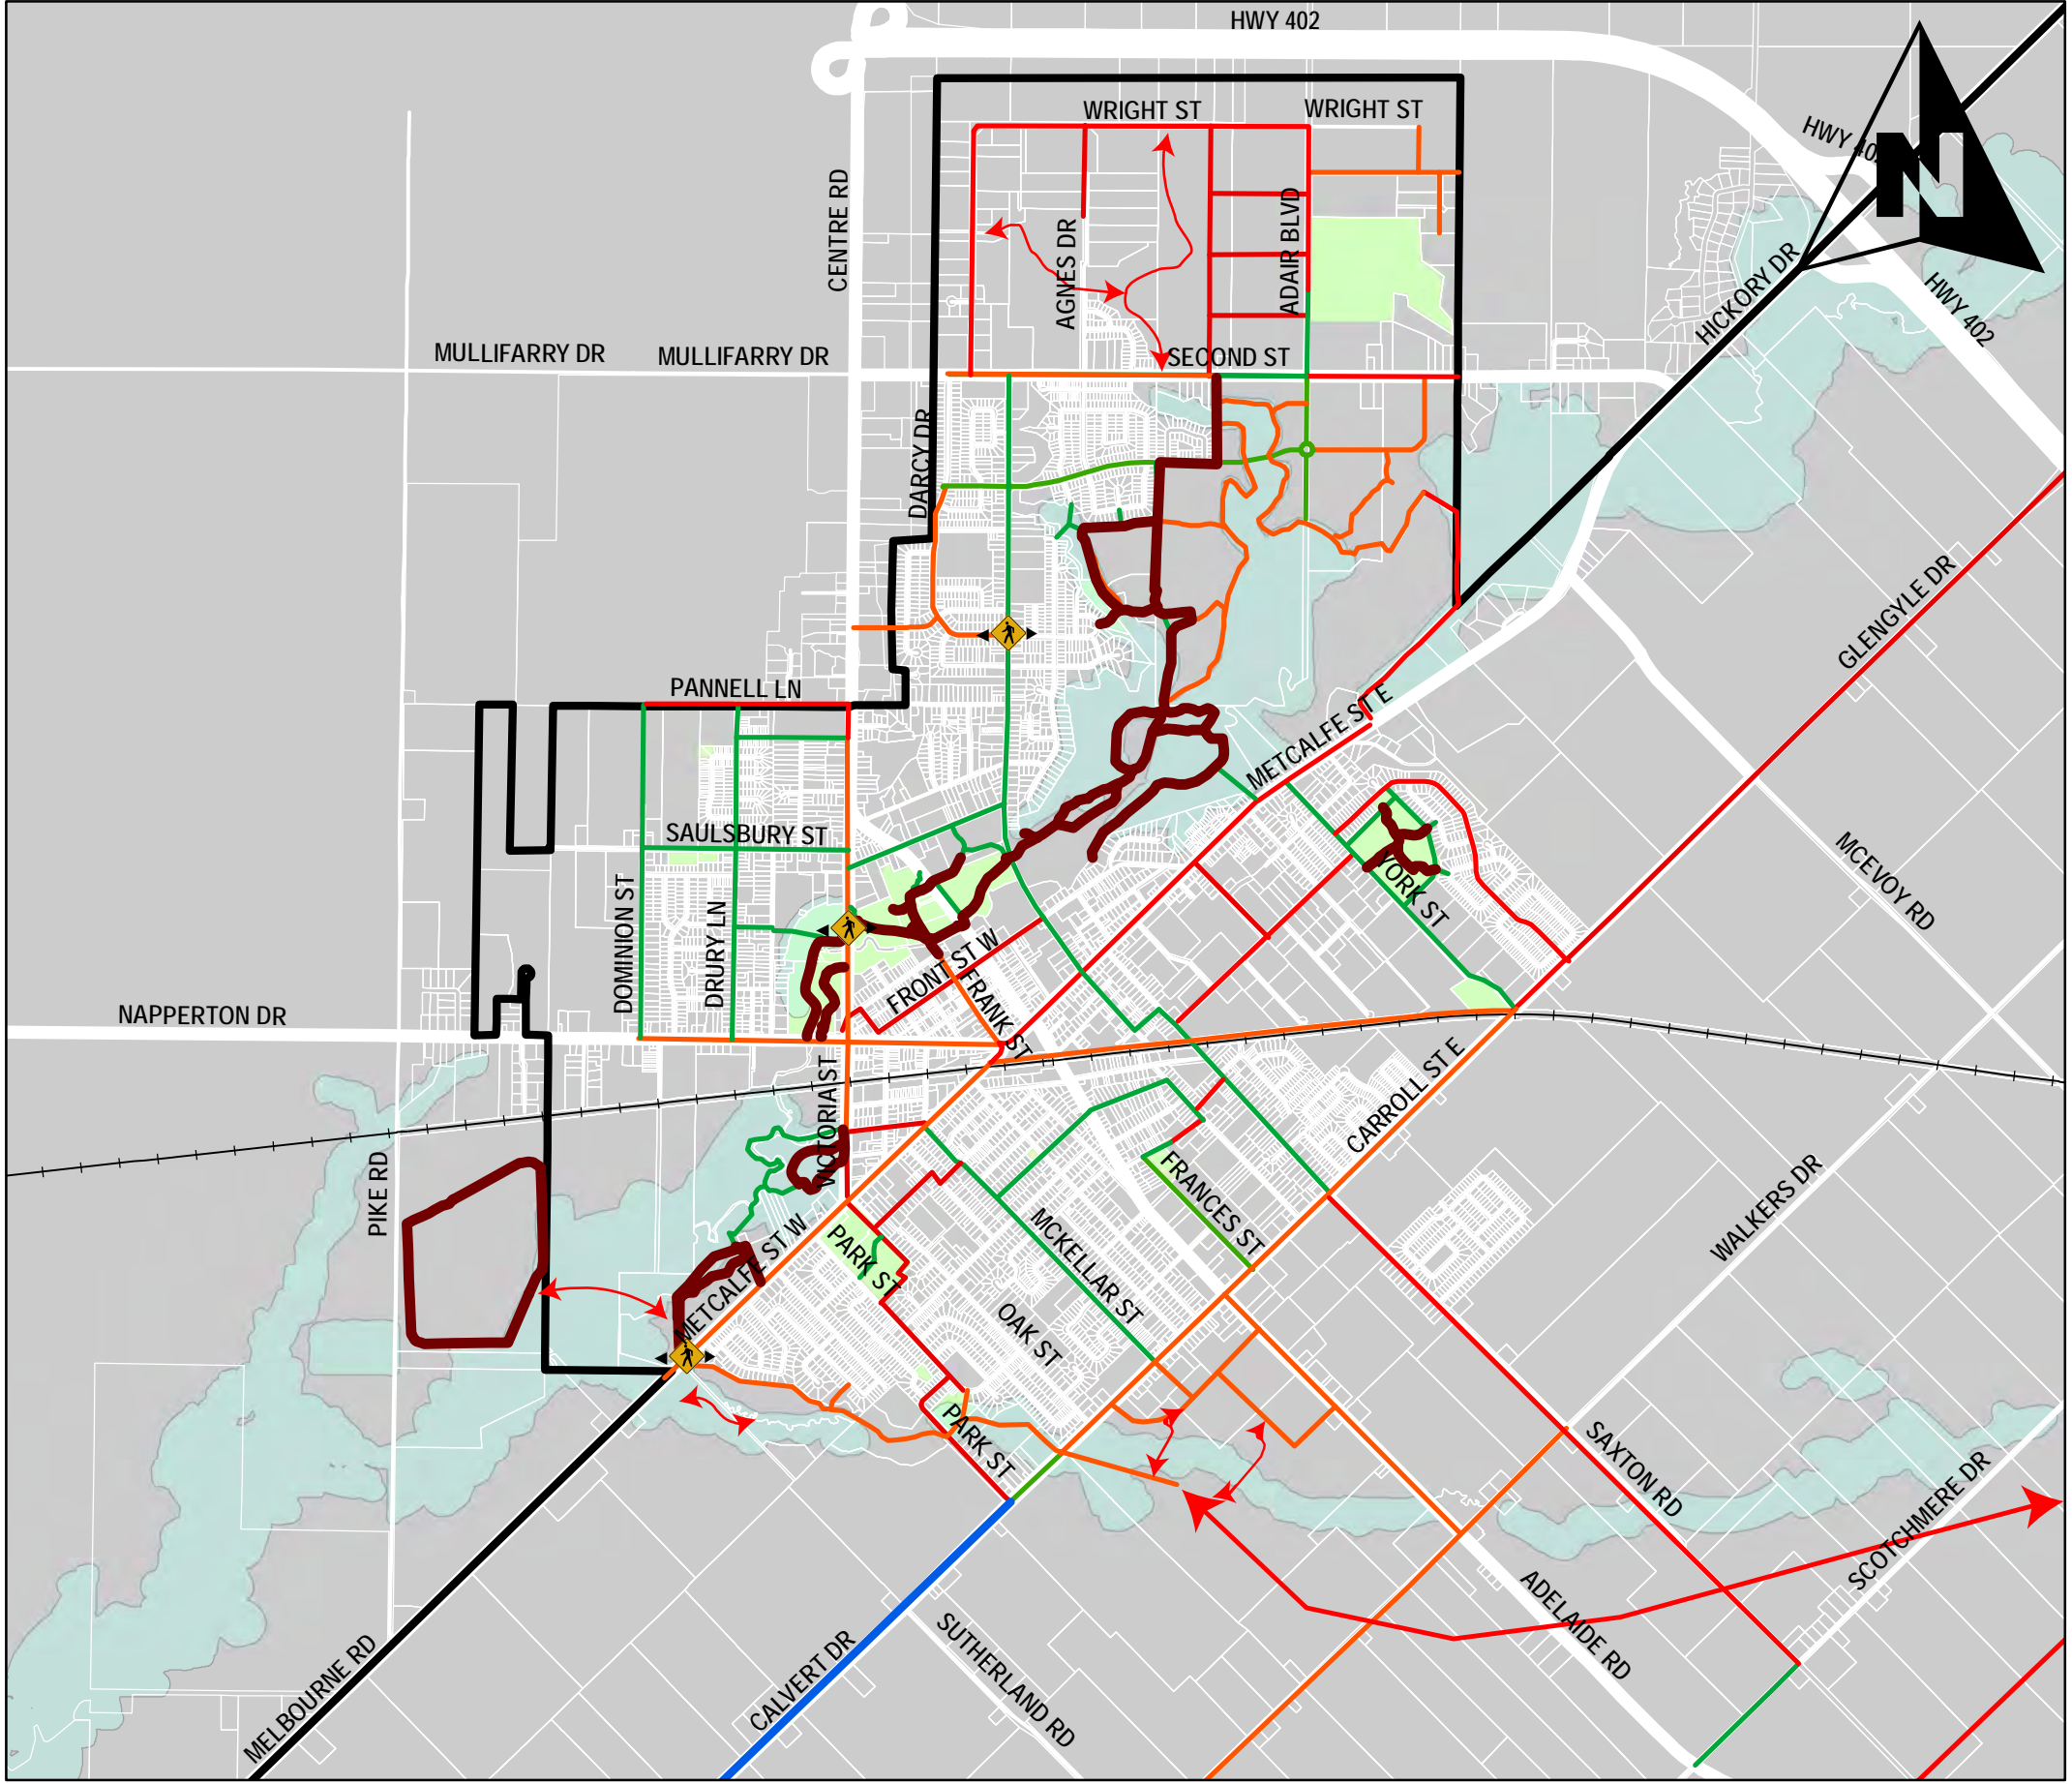 HWY 402
WRIGHT ST
WRIGHT ST
HWY 40
N
CENTRE RD
AGNES DR
ADAIR BLVD
HICKORY DR
HWY 402
MULLIFARRY DR
MULLIFARRY DR
SECOND ST
DARCY DR
GLENGYLE DR
PANNELL LN
METCALFE ST E
SAULSBURY ST
MCEVOY RD
YORK ST
DOMINION ST
DRURY LN
FRONT ST W
FRANK ST
NAPPERTON DR
VICTORIA ST
CARROLL ST E
PIKE RD
FRANCES ST
WALKERS DR
METCALFE ST W
PARK ST
MCKELLAR ST
OAK ST
PARK ST
SAXTON RD
SCOTCHMERE DR
ADELAIDE RD
MELBOURNE RD
CALVERT DR
SUTHERLAND RD